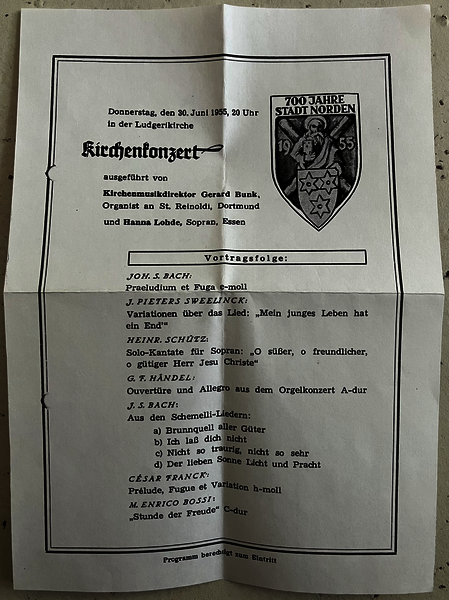 Donnerstag, den 30. Juni 1955, 20 Uhr
in der Ludgerikirche
Kirchenkonzert
ausgeführt von
Kirchenmusikdirektor Gerard Bunk,
Organist an St. Reinoldi, Dortmund
und Hanna Lohde, Sopran, Essen
700 JAHRE
STADT NORDEN
1955
Vortragsfolge:
JOH. S. BACH:
Praeludium et Fuga e-moll
J. PIETERS SWEELINCK:
Variationen über das Lied: „Mein junges Leben hat
ein End'"
HEINR. SCHÜTZ:
Solo-Kantate für Sopran: „O süßer, o freundlicher,
o gütiger Herr Jesu Christe"
G. F. HÄNDEL:
Ouvertüre und Allegro aus dem Orgelkonzert A-dur
J. S. BACH:
Aus den Schemelli-Liedern:
a) Brunnquell aller Güter
b) Ich laß dich nicht
c) Nicht so traurig, nicht so sehr
d) Der lieben Sonne Licht und Pracht
CÉSAR FRANCK:
Prélude, Fugue et Variation h-moll
M. ENRICO BOSSI:
„Stunde der Freude" C-dur
Programm berechtigt zum Eintritt